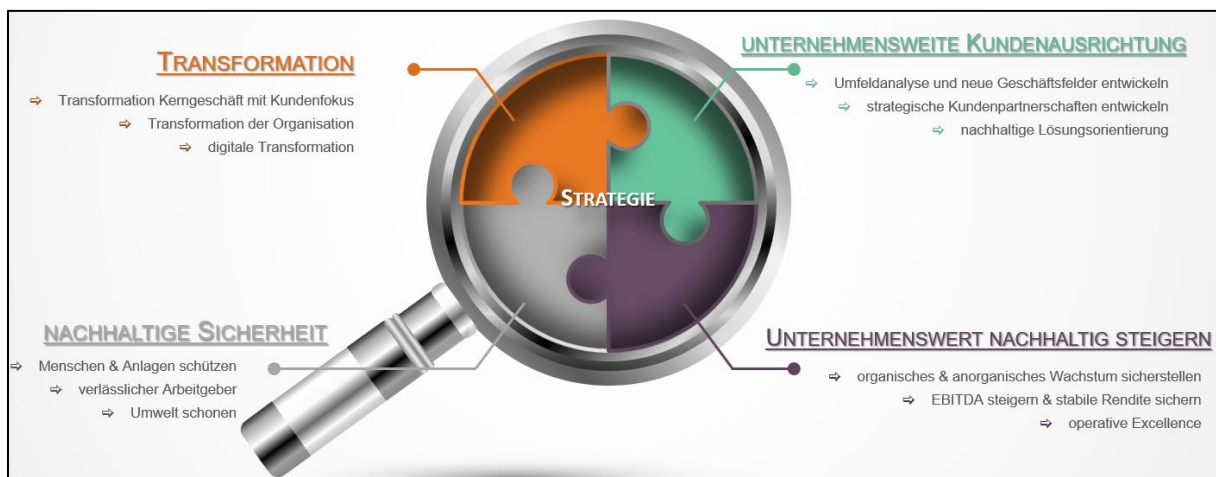 TRANSFORMATION
⇨ Transformation Kerngeschäft mit Kundenfokus
⇨ Transformation der Organisation
⇨ digitale Transformation
UNTERNEHMENSWEITE KUNDENAUSRICHTUNG
⇨ Umfeldanalyse und neue Geschäftsfelder entwickeln
⇨ strategische Kundenpartnerschaften entwickeln
⇨ nachhaltige Lösungsorientierung
STRATEGIE
NACHHALTIGE SICHERHEIT
⇨ Menschen & Anlagen schützen
⇨ verlässlicher Arbeitgeber
⇨ Umwelt schonen
UNTERNEHMENSWERT NACHHALTIG STEIGERN
⇨ organisches & anorganisches Wachstum sicherstellen
⇨ EBITDA steigern & stabile Rendite sichern
⇨ operative Excellence